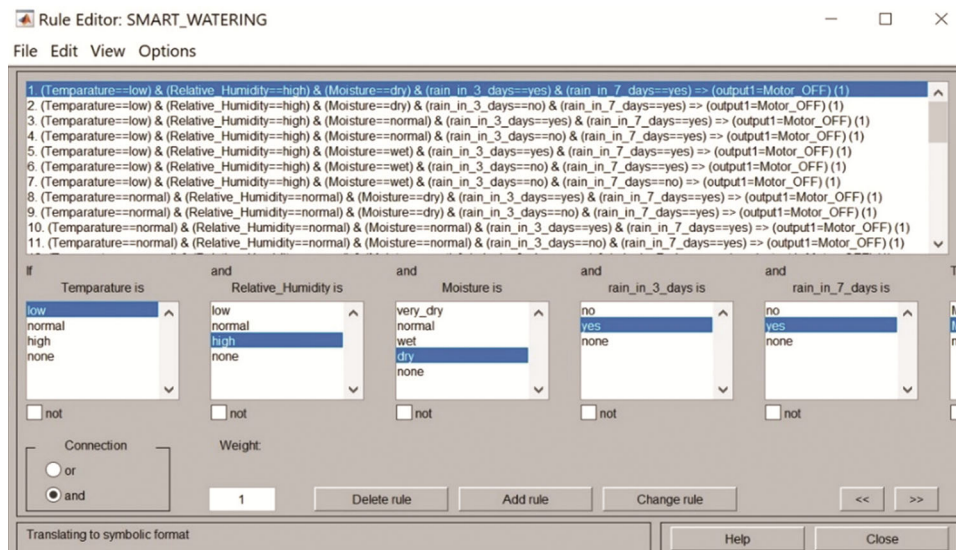 Rule Editor: SMART_WATERING
File Edit View Options
1. (Temparature==low) & (Relative_Humidity==high) & (Moisture==dry) & (rain_in_3_days==yes) & (rain_in_7_days==yes) => (output1=Motor_OFF) (1)
2. (Temparature==low) & (Relative_Humidity==high) & (Moisture==dry) & (rain_in_3_days==no) & (rain_in_7_days==yes) => (output1=Motor_OFF) (1)
3. (Temparature==low) & (Relative_Humidity==high) & (Moisture==normal) & (rain_in_3_days==yes) & (rain_in_7_days==yes) => (output1=Motor_OFF) (1)
4. (Temparature==low) & (Relative_Humidity==high) & (Moisture==normal) & (rain_in_3_days==no) & (rain_in_7_days==yes) => (output1=Motor_OFF) (1)
5. (Temparature==low) & (Relative_Humidity==high) & (Moisture==wet) & (rain_in_3_days==yes) & (rain_in_7_days==yes) => (output1=Motor_OFF) (1)
6. (Temparature==low) & (Relative_Humidity==high) & (Moisture==wet) & (rain_in_3_days==no) & (rain_in_7_days==yes) => (output1=Motor_OFF) (1)
7. (Temparature==low) & (Relative_Humidity==high) & (Moisture==wet) & (rain_in_3_days==no) & (rain_in_7_days==no) => (output1=Motor_OFF) (1)
8. (Temparature==normal) & (Relative_Humidity==normal) & (Moisture==dry) & (rain_in_3_days==yes) & (rain_in_7_days==yes) => (output1=Motor_OFF) (1)
9. (Temparature==normal) & (Relative_Humidity==normal) & (Moisture==dry) & (rain_in_3_days==no) & (rain_in_7_days==yes) => (output1=Motor_OFF) (1)
10. (Temparature==normal) & (Relative_Humidity==normal) & (Moisture==normal) & (rain_in_3_days==yes) & (rain_in_7_days==yes) => (output1=Motor_OFF) (1)
11. (Temparature==normal) & (Relative_Humidity==normal) & (Moisture==normal) & (rain_in_3_days==no) & (rain_in_7_days==yes) => (output1=Motor_OFF) (1)
If and and and and
Temparature is Relative_Humidity is Moisture is rain_in_3_days is rain_in_7_days is
low low very_dry no no
normal normal normal yes yes
high high wet none none
none none dry
none
not not not not not
Connection Weight:
or
and 1 Delete rule Add rule Change rule << >>
Translating to symbolic format Help Close